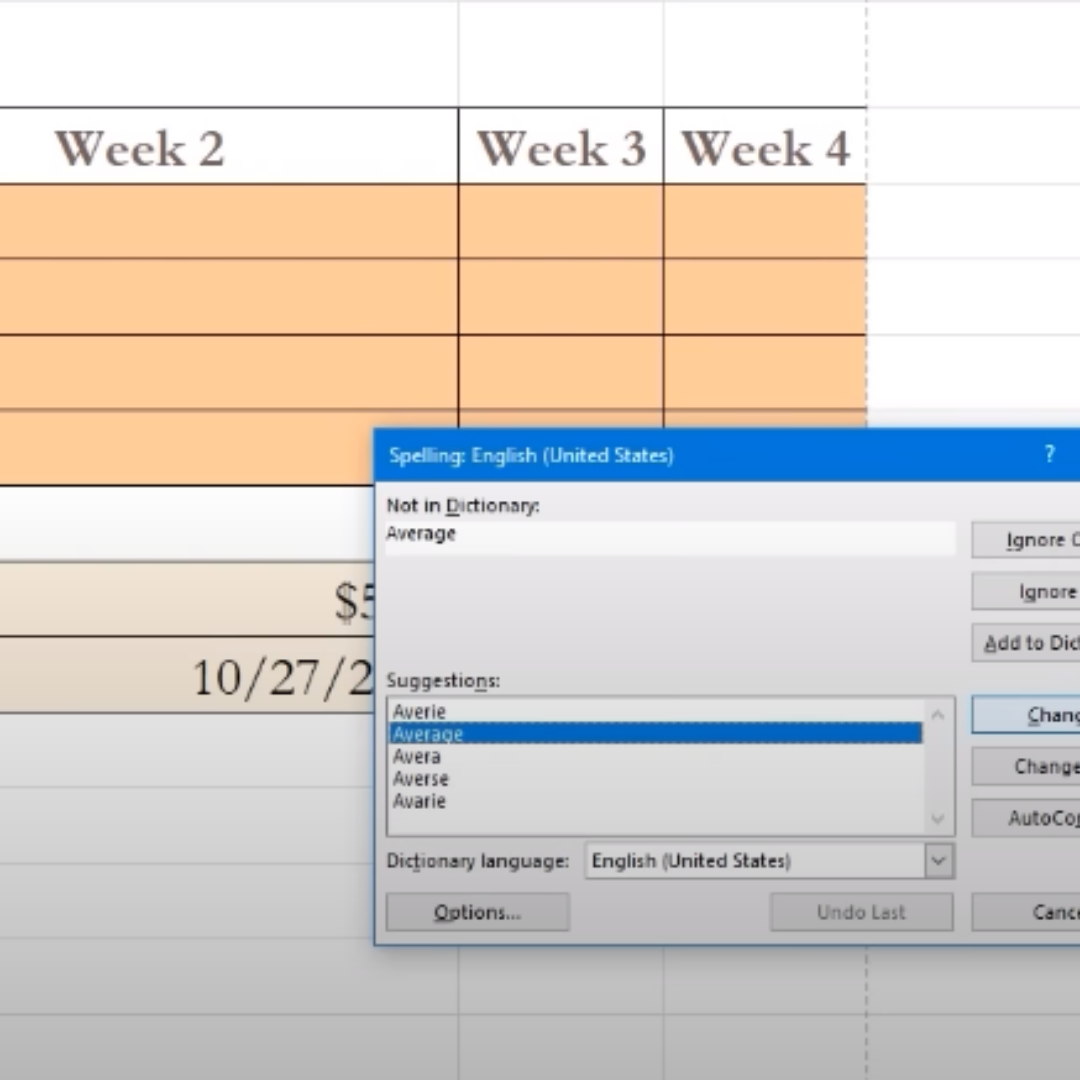 Week 2 Week 3 Week 4
Spelling: English (United States) ?
Not in Dictionary:
Average
Ignore
$5
Ignore
Add to
10/27/2
Suggestions:
Averie
Average
Avera
Averse
Avarie
Chang
Change
AutoCo
Dictionary language: English (United States)
Options... Undo Last Cance